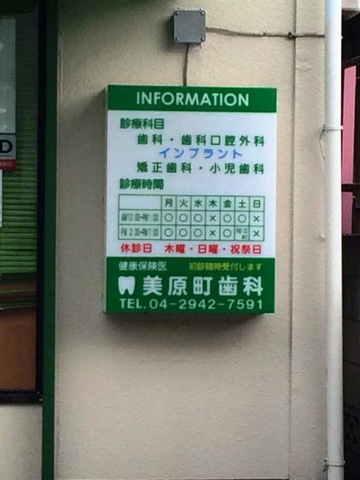 INFORMATION
診療科目
歯科・歯科口腔外科
インプラント
矯正歯科・小児歯科
診療時間
月 火 水 木 金 土 日
○ ○ ○ × ○ ○ ×
○ ○ ○ × ○ ×
休診日 木曜・日曜・祝祭日
健康保険医 初診随時受付します
美原町歯科
TEL.04-2942-7591